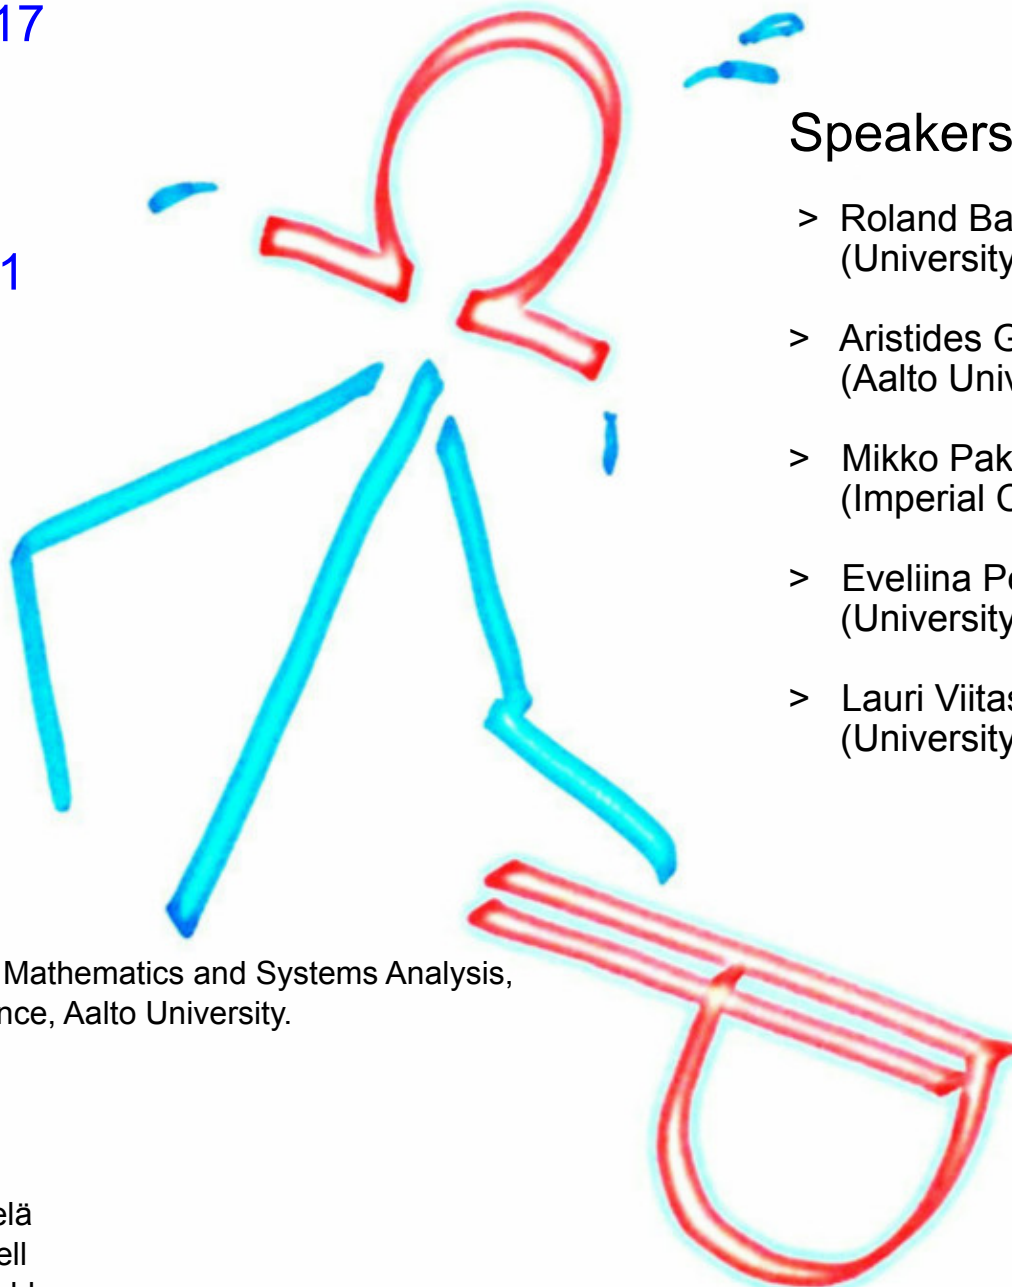 17
1
Speakers
> Roland Ba
(University
> Aristides G
(Aalto Univ
> Mikko Pak
(Imperial C
> Eveliina Pe
(University
> Lauri Viitas
(University
Mathematics and Systems Analysis,
nce, Aalto University.
elä
ell